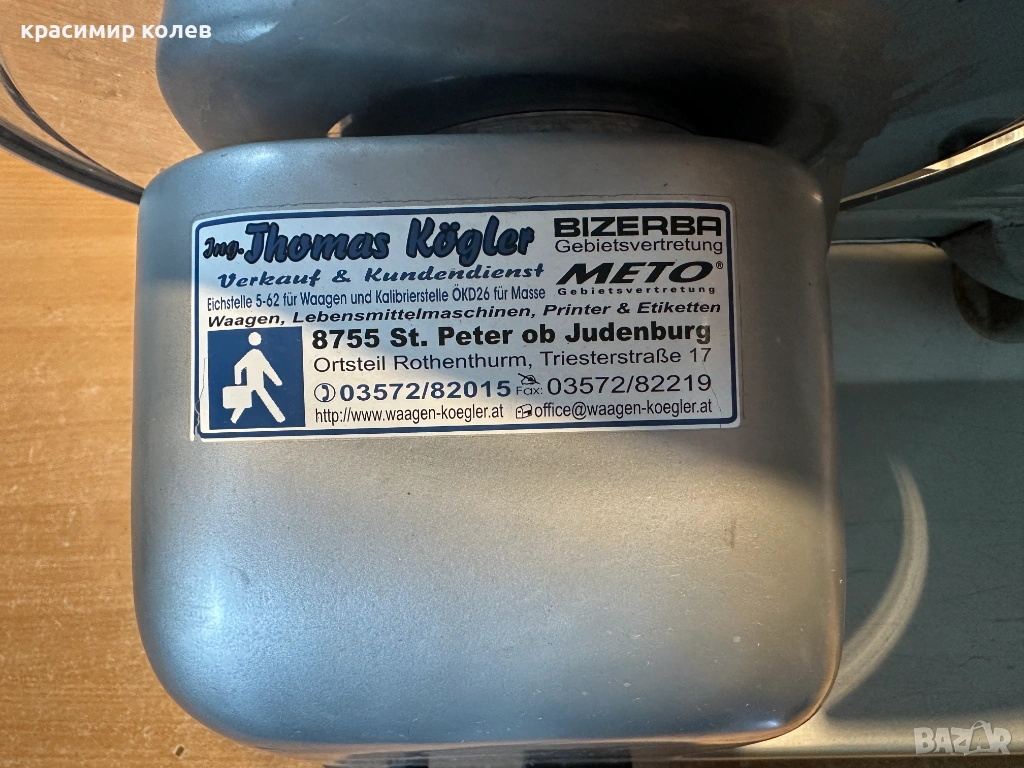 красимир колев
Ing. Thomas Kögler
BIZERBA
Gebietsvertretung
Verkauf & Kundendienst
METO®
Gebietsvertretung
Eichstelle 5-62 für Waagen und Kalibrierstelle ÖKD26 für Masse
Waagen, Lebensmittelmaschinen, Printer & Etiketten
8755 St. Peter ob Judenburg
Ortsteil Rothenthurm, Triesterstraße 17
03572/82015 Fax: 03572/82219
http://www.waagen-koegler.at office@waagen-koegler.at
BAZAR